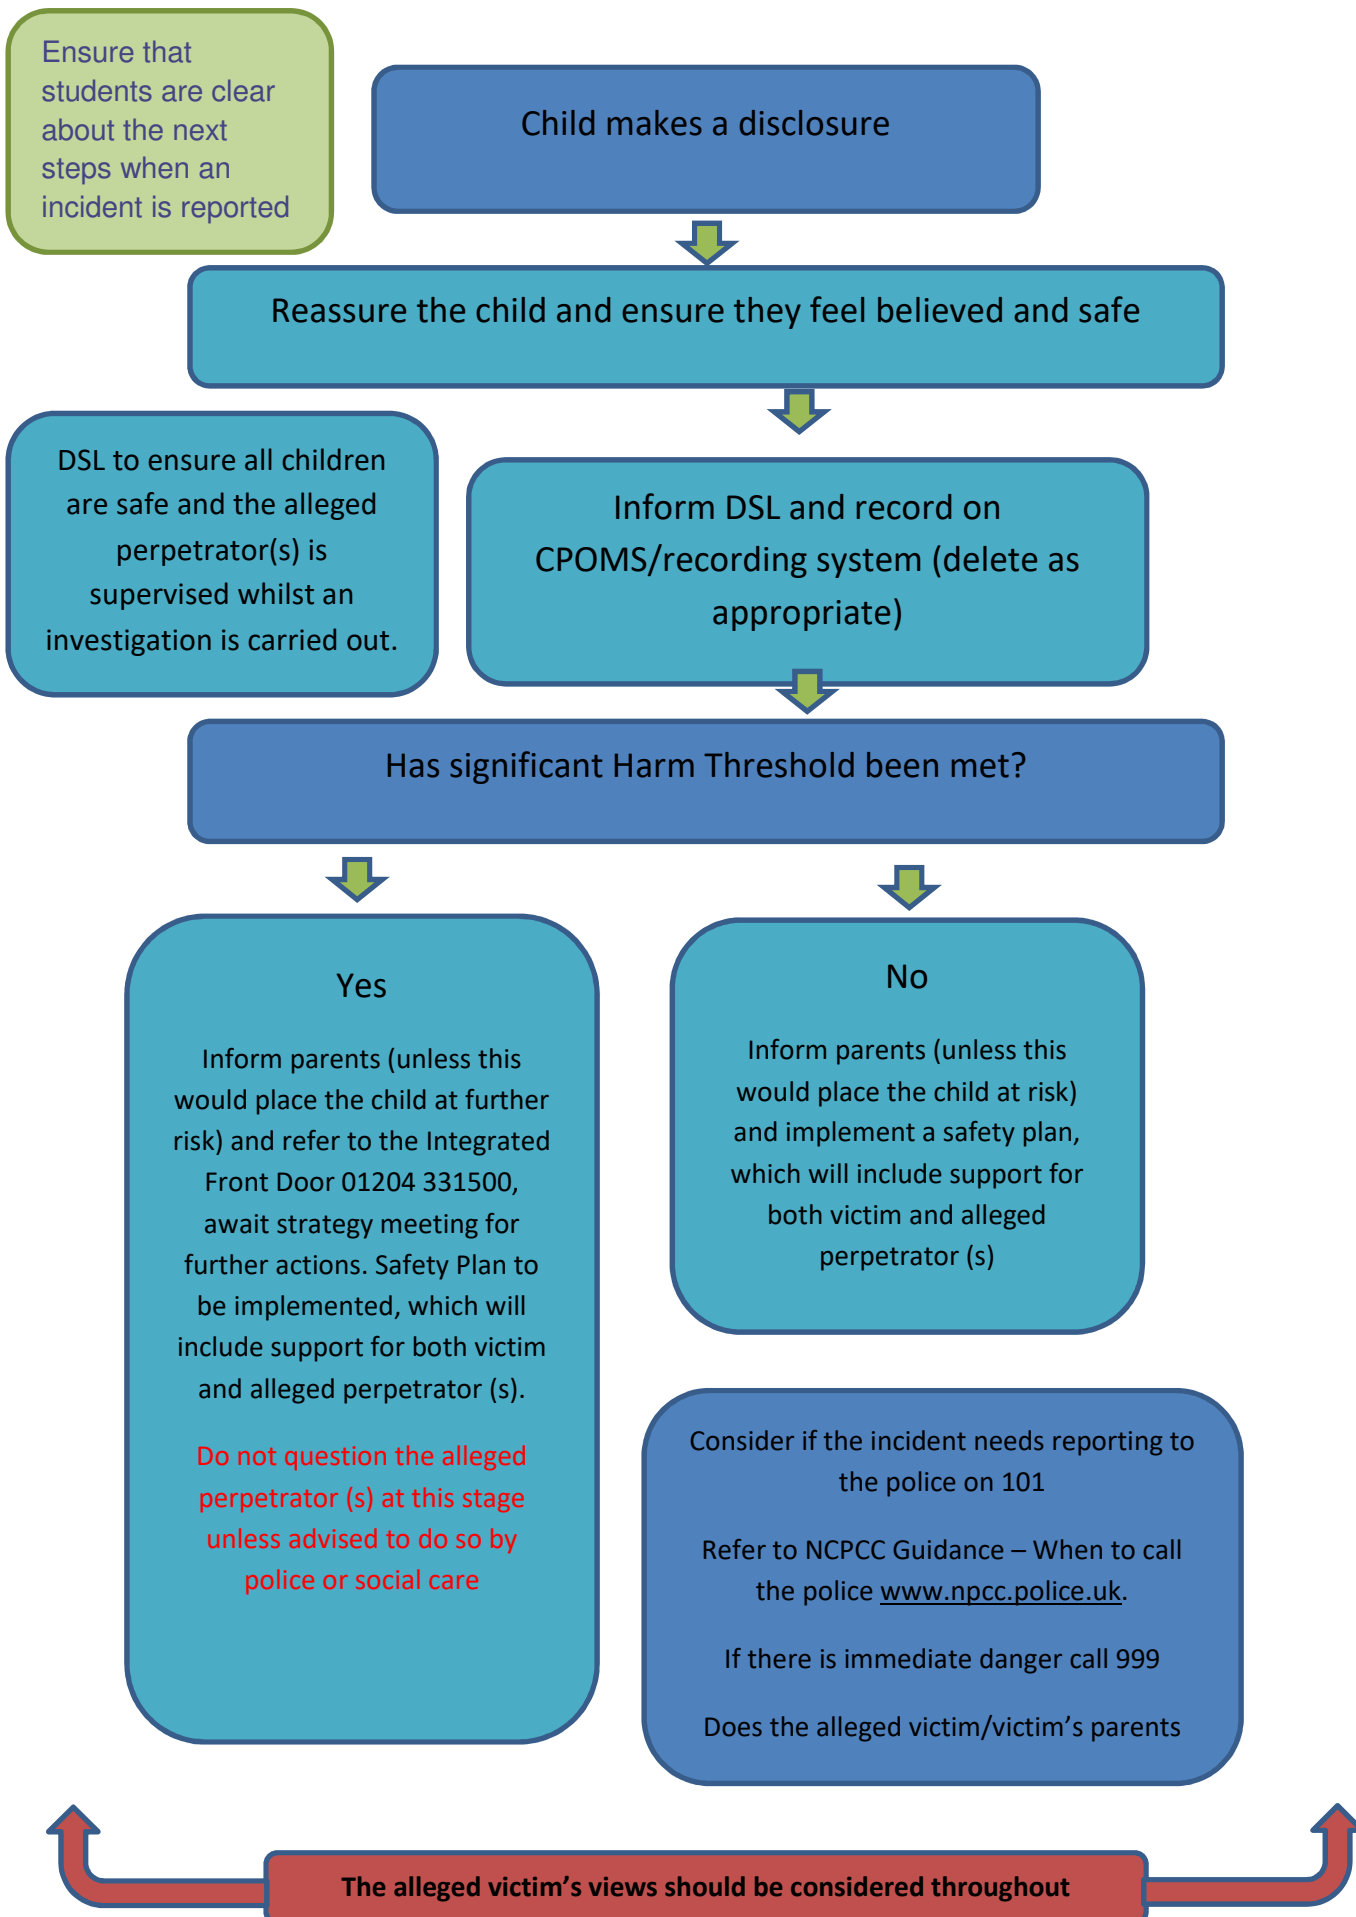 Ensure that
students are clear
about the next
steps when an
incident is reported
Child makes a disclosure
Reassure the child and ensure they feel believed and safe
DSL to ensure all children
are safe and the alleged
perpetrator(s) is
supervised whilst an
investigation is carried out.
Inform DSL and record on
CPOMS/recording system (delete as
appropriate)
Has significant Harm Threshold been met?
Yes
Inform parents (unless this
would place the child at further
risk) and refer to the Integrated
Front Door 01204 331500,
await strategy meeting for
further actions. Safety Plan to
be implemented, which will
include support for both victim
and alleged perpetrator (s).
Do not question the alleged
perpetrator (s) at this stage
unless advised to do so by
police or social care
No
Inform parents (unless this
would place the child at risk)
and implement a safety plan,
which will include support for
both victim and alleged
perpetrator (s)
Consider if the incident needs reporting to
the police on 101
Refer to NCPCC Guidance – When to call
the police www.npcc.police.uk.
If there is immediate danger call 999
Does the alleged victim/victim’s parents
The alleged victim’s views should be considered throughout